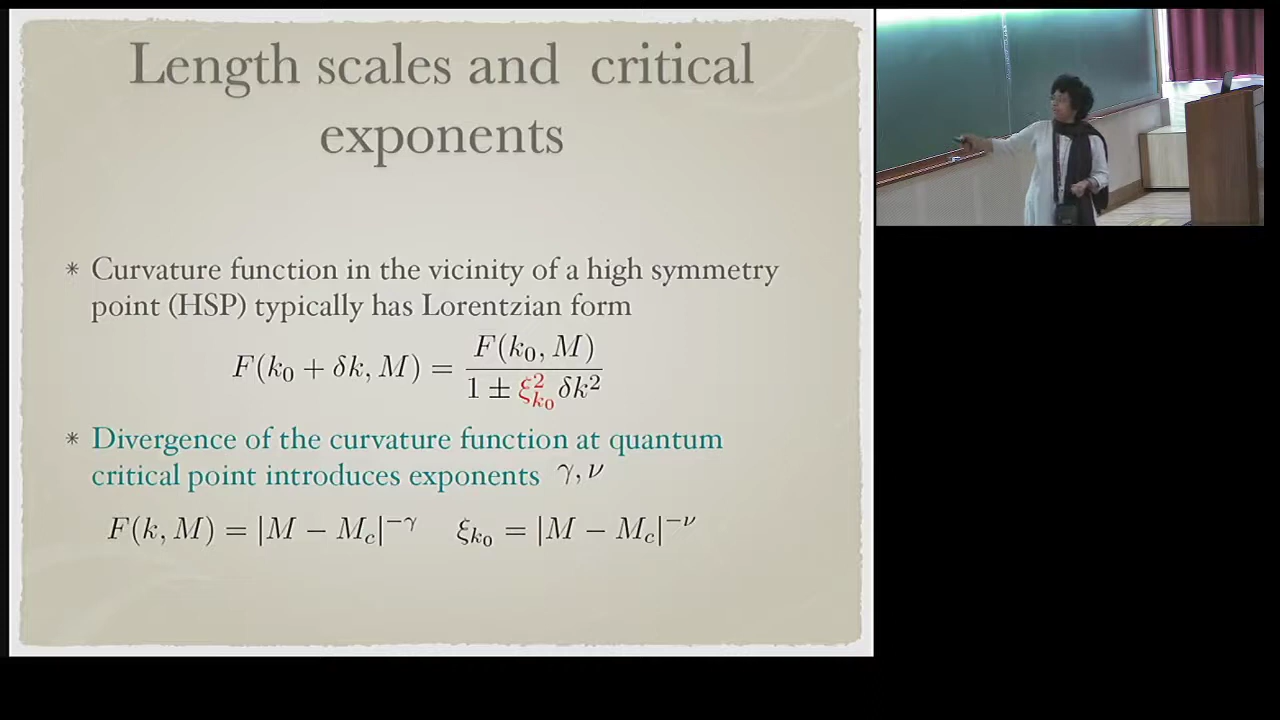 Length scales and critical
exponents
* Curvature function in the vicinity of a high symmetry
point (HSP) typically has Lorentzian form
F(k₀ + δk, M) = F(k₀, M) / (1 ± ξ²ₖ₀ δk²)
* Divergence of the curvature function at quantum
critical point introduces exponents γ, ν
F(k, M) = |M − M_c|^{−γ} ξ_{k₀} = |M − M_c|^{−ν}